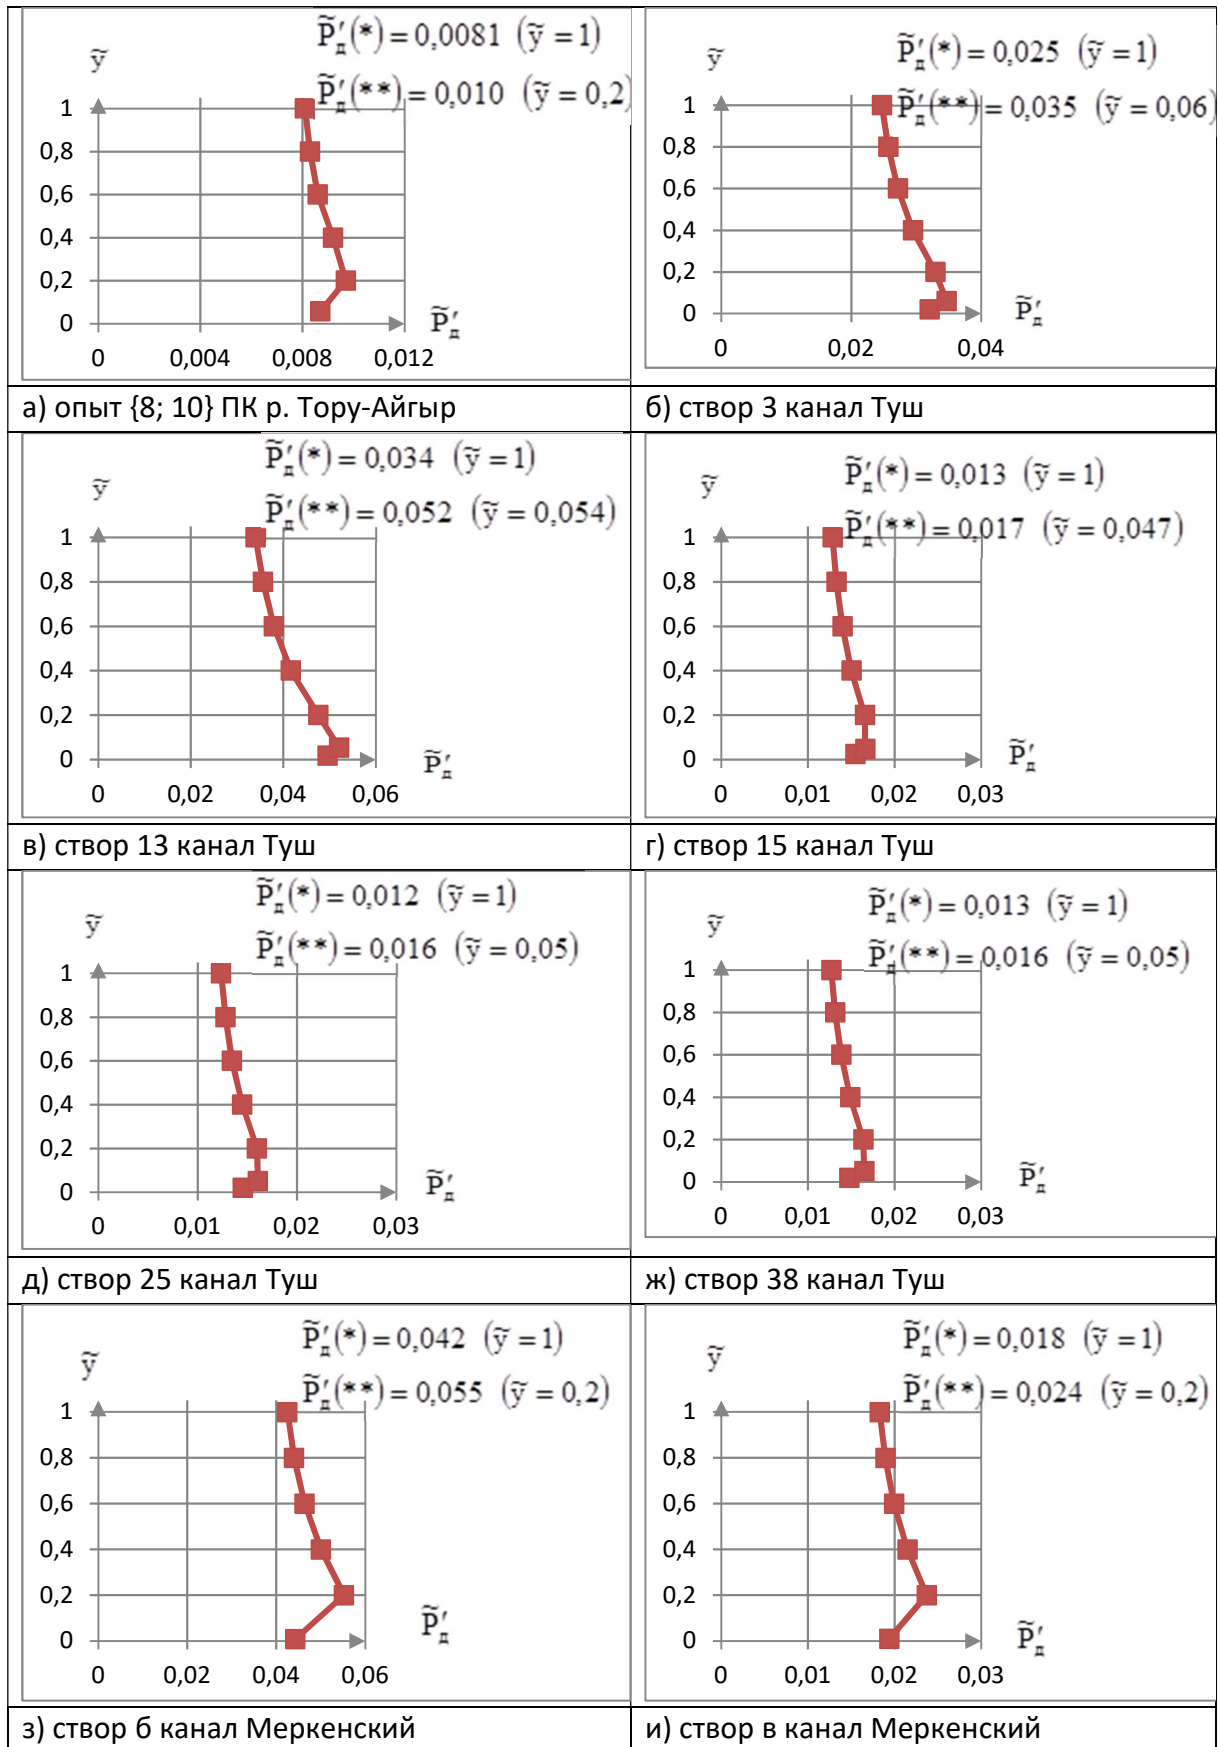 P̃′д(*) = 0,0081 (ỹ = 1)
P̃′д(**) = 0,010 (ỹ = 0,2)
ỹ
1
0,8
0,6
0,4
0,2
0
P̃′д
0 0,004 0,008 0,012
а) опыт {8; 10} ПК р. Тору-Айгыр
P̃′д(*) = 0,025 (ỹ = 1)
P̃′д(**) = 0,035 (ỹ = 0,06)
ỹ
1
0,8
0,6
0,4
0,2
0
P̃′д
0 0,02 0,04
б) створ 3 канал Туш
P̃′д(*) = 0,034 (ỹ = 1)
P̃′д(**) = 0,052 (ỹ = 0,054)
ỹ
1
0,8
0,6
0,4
0,2
0
P̃′д
0 0,02 0,04 0,06
в) створ 13 канал Туш
P̃′д(*) = 0,013 (ỹ = 1)
P̃′д(**) = 0,017 (ỹ = 0,047)
ỹ
1
0,8
0,6
0,4
0,2
0
P̃′д
0 0,01 0,02 0,03
г) створ 15 канал Туш
P̃′д(*) = 0,012 (ỹ = 1)
P̃′д(**) = 0,016 (ỹ = 0,05)
ỹ
1
0,8
0,6
0,4
0,2
0
P̃′д
0 0,01 0,02 0,03
д) створ 25 канал Туш
P̃′д(*) = 0,013 (ỹ = 1)
P̃′д(**) = 0,016 (ỹ = 0,05)
ỹ
1
0,8
0,6
0,4
0,2
0
P̃′д
0 0,01 0,02 0,03
ж) створ 38 канал Туш
P̃′д(*) = 0,042 (ỹ = 1)
P̃′д(**) = 0,055 (ỹ = 0,2)
ỹ
1
0,8
0,6
0,4
0,2
0
P̃′д
0 0,02 0,04 0,06
з) створ б канал Меркенский
P̃′д(*) = 0,018 (ỹ = 1)
P̃′д(**) = 0,024 (ỹ = 0,2)
ỹ
1
0,8
0,6
0,4
0,2
0
P̃′д
0 0,01 0,02 0,03
и) створ в канал Меркенский